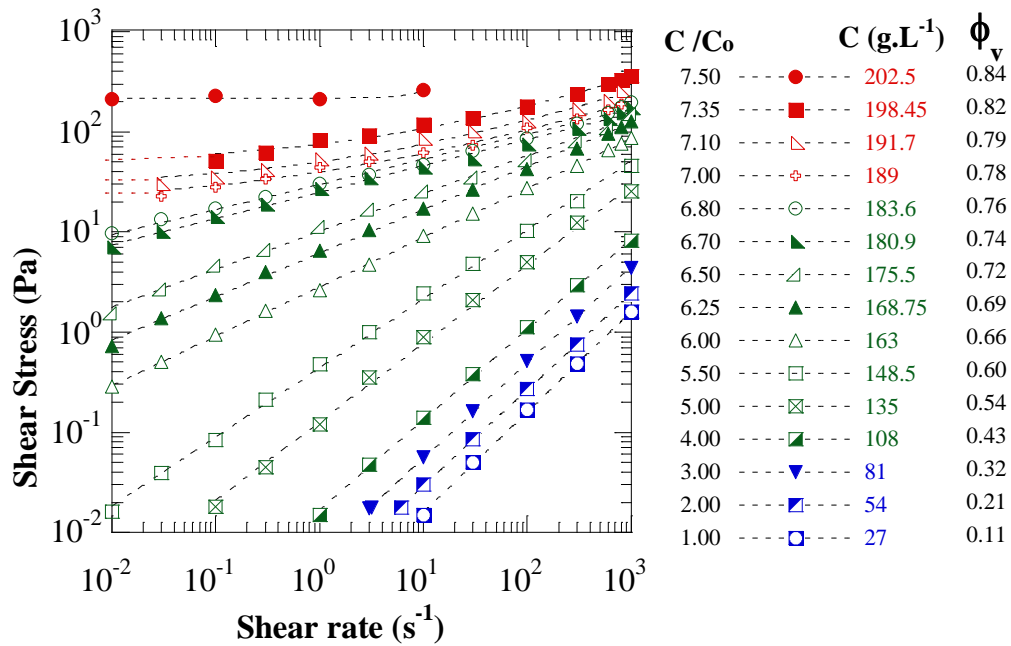 Shear Stress (Pa)
10³
10²
10¹
10⁰
10⁻¹
10⁻²
10⁻² 10⁻¹ 10⁰ 10¹ 10² 10³
Shear rate (s⁻¹)
C /Co C (g.L⁻¹) ϕᵥ
7.50 202.5 0.84
7.35 198.45 0.82
7.10 191.7 0.79
7.00 189 0.78
6.80 183.6 0.76
6.70 180.9 0.74
6.50 175.5 0.72
6.25 168.75 0.69
6.00 163 0.66
5.50 148.5 0.60
5.00 135 0.54
4.00 108 0.43
3.00 81 0.32
2.00 54 0.21
1.00 27 0.11